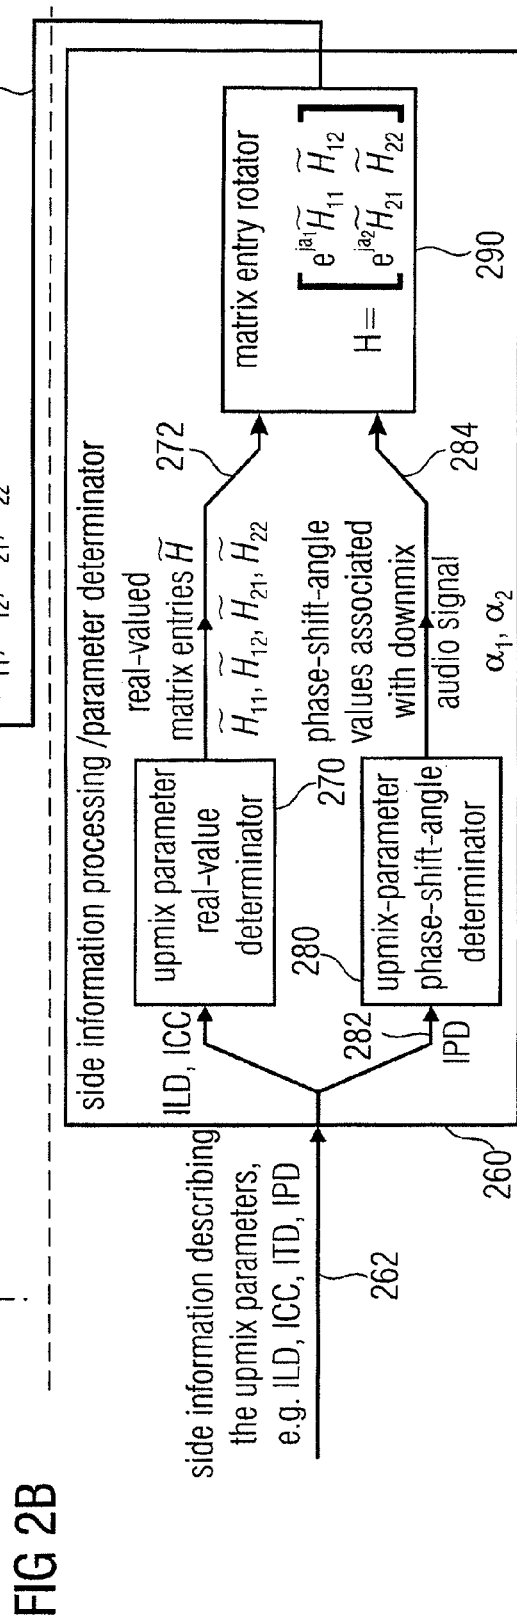 FIG 2B
side information describing
the upmix parameters,
e.g. ILD, ICC, ITD, IPD
262
260
side information processing /parameter determinator
ILD, ICC
282
IPD
upmix parameter
real-value
determinator
270
280
upmix-parameter
phase-shift-angle
determinator
real-valued
matrix entries H̃
H̃₁₁, H̃₁₂, H̃₂₁, H̃₂₂
272
phase-shift-angle
values associated
with downmix
audio signal
α₁, α₂
284
matrix entry rotator
H = [ e^{ja₁}H̃₁₁ H̃₁₂
e^{ja₂}H̃₂₁ H̃₂₂ ]
290